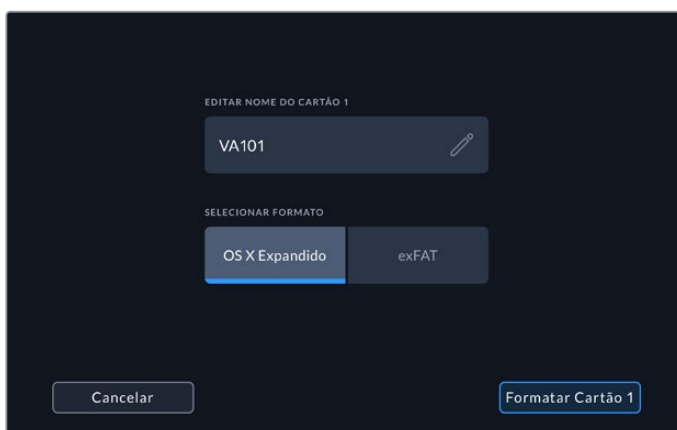 EDITAR NOME DO CARTÃO 1
VA101
SELECIONAR FORMATO
OS X Expandido exFAT
Cancelar Formatar Cartão 1